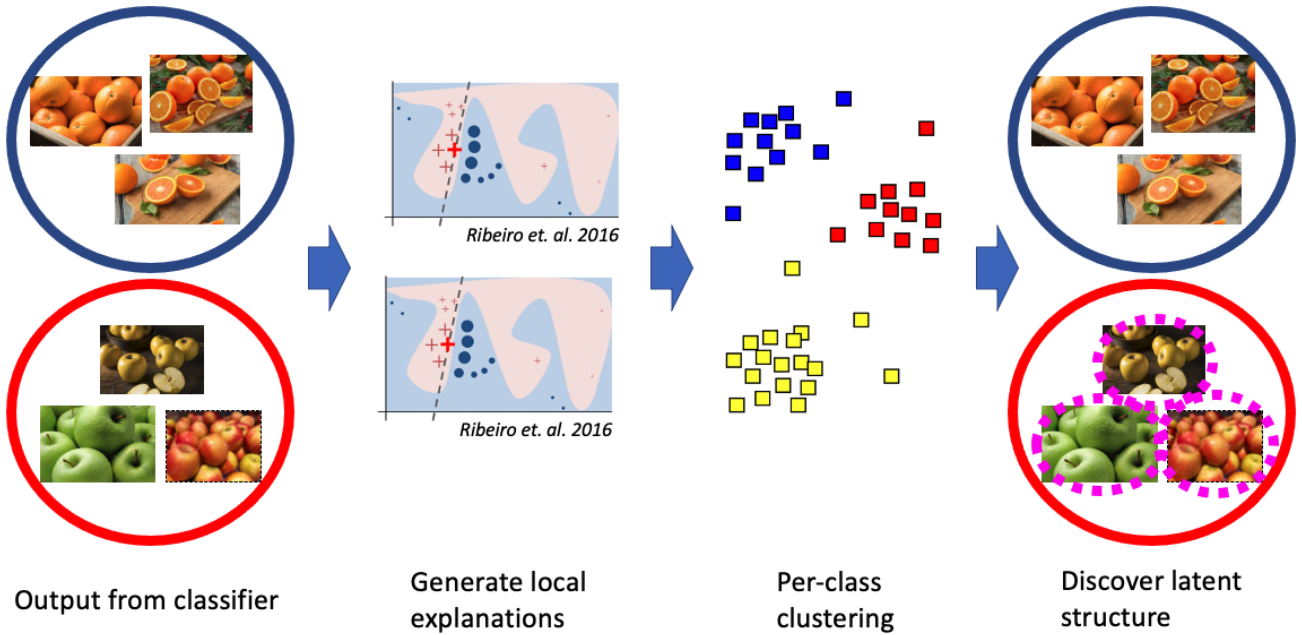 Ribeiro et. al. 2016
Ribeiro et. al. 2016
Output from classifier
Generate local
explanations
Per-class
clustering
Discover latent
structure